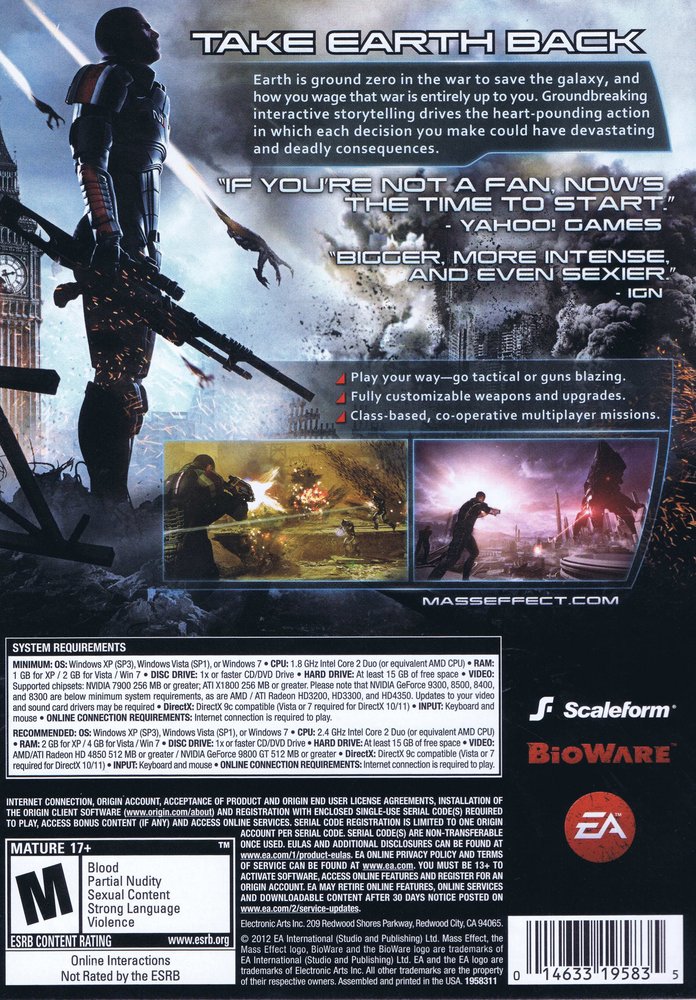 TAKE EARTH BACK
Earth is ground zero in the war to save the galaxy, and
how you wage that war is entirely up to you. Groundbreaking
interactive storytelling drives the heart-pounding action
in which each decision you make could have devastating
and deadly consequences.
"IF YOU'RE NOT A FAN, NOW'S
THE TIME TO START."
- YAHOO! GAMES
"BIGGER, MORE INTENSE,
AND EVEN SEXIER."
- IGN
Play your way—go tactical or guns blazing.
Fully customizable weapons and upgrades.
Class-based, co-operative multiplayer missions.
MASSEFFECT.COM
SYSTEM REQUIREMENTS
MINIMUM: OS: Windows XP (SP3), Windows Vista (SP1), or Windows 7 • CPU: 1.8 GHz Intel Core 2 Duo (or equivalent AMD CPU) • RAM:
1 GB for XP / 2 GB for Vista / Win 7 • DISC DRIVE: 1x or faster CD/DVD Drive • HARD DRIVE: At least 15 GB of free space • VIDEO:
Supported chipsets: NVIDIA 7900 256 MB or greater; ATI X1800 256 MB or greater. Please note that NVIDIA GeForce 9300, 8500, 8400,
and 8300 are below minimum system requirements, as are AMD / ATI Radeon HD3200, HD3300, and HD4350. Updates to your video
and sound card drivers may be required • DirectX: DirectX 9c compatible (Vista or 7 required for DirectX 10/11) • INPUT: Keyboard and
mouse • ONLINE CONNECTION REQUIREMENTS: Internet connection is required to play.
RECOMMENDED: OS: Windows XP (SP3), Windows Vista (SP1), or Windows 7 • CPU: 2.4 GHz Intel Core 2 Duo (or equivalent AMD CPU)
• RAM: 2 GB for XP / 4 GB for Vista / Win 7 • DISC DRIVE: 1x or faster CD/DVD Drive • HARD DRIVE: At least 15 GB of free space • VIDEO:
AMD/ATI Radeon HD 4850 512 MB or greater / NVIDIA GeForce 9800 GT 512 MB or greater • DirectX: DirectX 9c compatible (Vista or 7
required for DirectX 10/11) • INPUT: Keyboard and mouse • ONLINE CONNECTION REQUIREMENTS: Internet connection is required to play.
Scaleform®
BIOWARE™
EA™
INTERNET CONNECTION, ORIGIN ACCOUNT, ACCEPTANCE OF PRODUCT AND ORIGIN END USER LICENSE AGREEMENTS, INSTALLATION OF
THE ORIGIN CLIENT SOFTWARE (www.origin.com/about) AND REGISTRATION WITH ENCLOSED SINGLE-USE SERIAL CODE(S) REQUIRED
TO PLAY, ACCESS BONUS CONTENT (IF ANY) AND ACCESS ONLINE SERVICES. SERIAL CODE REGISTRATION IS LIMITED TO ONE ORIGIN
ACCOUNT PER SERIAL CODE. SERIAL CODE(S) ARE NON-TRANSFERABLE
ONCE USED. EULAS AND ADDITIONAL DISCLOSURES CAN BE FOUND AT
www.ea.com/1/product-eulas. EA ONLINE PRIVACY POLICY AND TERMS
OF SERVICE CAN BE FOUND AT www.ea.com. YOU MUST BE 13+ TO
ACTIVATE SOFTWARE, ACCESS ONLINE FEATURES AND REGISTER FOR AN
ORIGIN ACCOUNT. EA MAY RETIRE ONLINE FEATURES, ONLINE SERVICES
AND DOWNLOADABLE CONTENT AFTER 30 DAYS NOTICE POSTED ON
www.ea.com/2/service-updates.
Electronic Arts Inc. 209 Redwood Shores Parkway, Redwood City, CA 94065.
© 2012 EA International (Studio and Publishing) Ltd. Mass Effect, the
Mass Effect logo, BioWare and the BioWare logo are trademarks of
EA International (Studio and Publishing) Ltd. EA and the EA logo are
trademarks of Electronic Arts Inc. All other trademarks are the property
of their respective owners. Assembled and printed in the USA. 1958311
MATURE 17+ ™
M
Blood
Partial Nudity
Sexual Content
Strong Language
Violence
ESRB CONTENT RATING www.esrb.org
Online Interactions
Not Rated by the ESRB
0 14633 19583 5